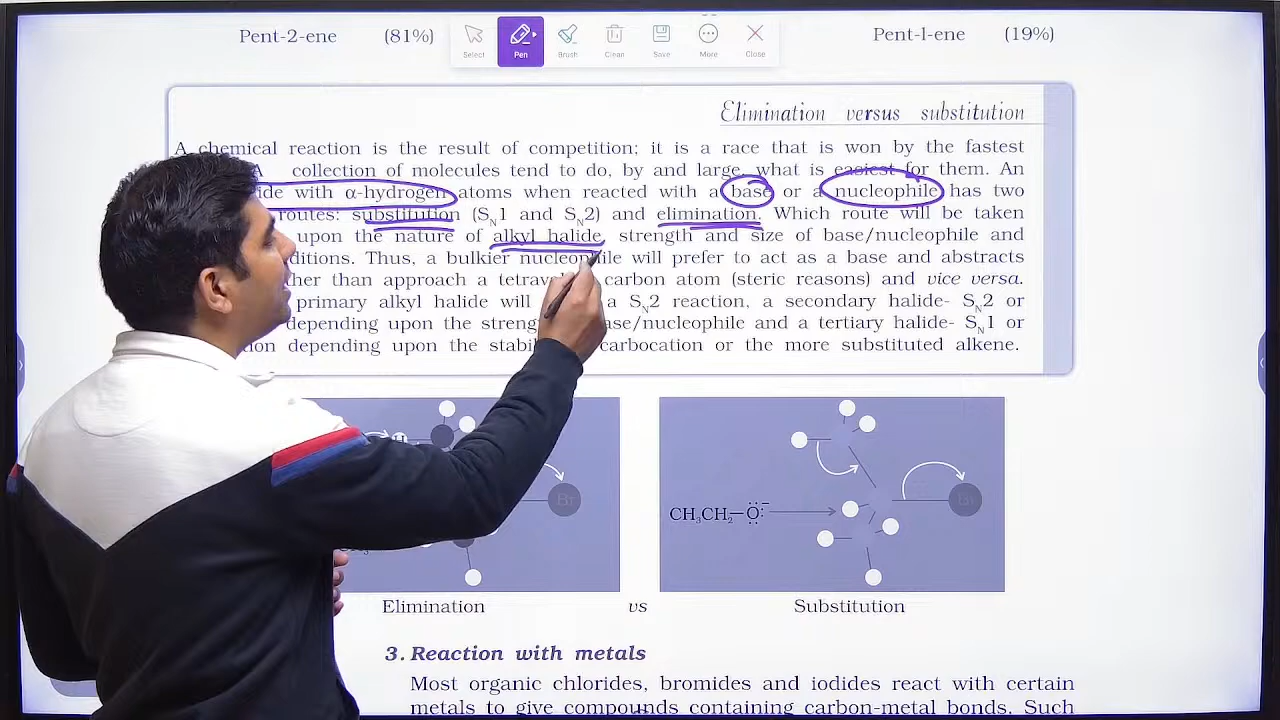 Pent-2-ene (81%) Pent-1-ene (19%)
Select Pen Brush Clean Save More Close
Elimination versus substitution
A chemical reaction is the result of competition; it is a race that is won by the fastest
A collection of molecules tend to do, by and large, what is easiest for them. An
with α-hydrogen atoms when reacted with a base or a nucleophile has two
routes: substitution (SN1 and SN2) and elimination. Which route will be taken
upon the nature of alkyl halide, strength and size of base/nucleophile and
Thus, a bulkier nucleophile will prefer to act as a base and abstracts
than approach a carbon atom (steric reasons) and vice versa.
primary alkyl halide will a SN2 reaction, a secondary halide- SN2 or
depending upon the base/nucleophile and a tertiary halide- SN1 or
depending upon the carbocation or the more substituted alkene.
H
Br
CH3CH2—O:− Br
Elimination vs Substitution
3. Reaction with metals
Most organic chlorides, bromides and iodides react with certain
metals to give compounds containing carbon-metal bonds. Such